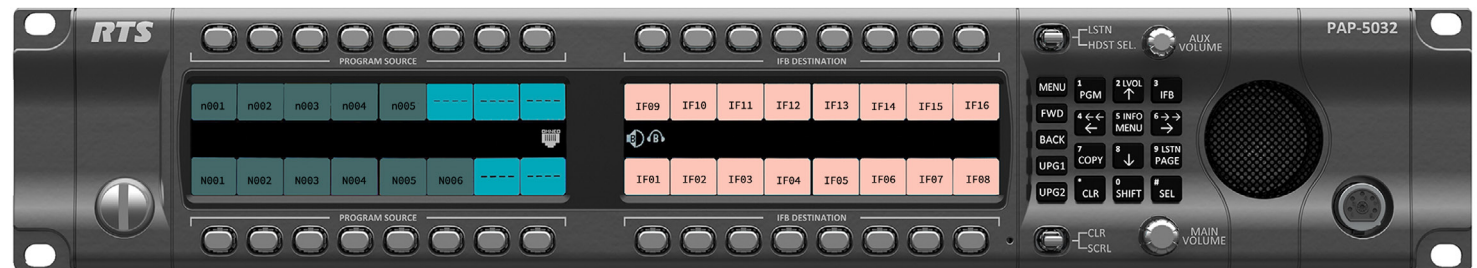 RTS
PAP-5032
PROGRAM SOURCE
IFB DESTINATION
LSTN
HDST SEL.
AUX VOLUME
n001 n002 n003 n004 n005 ---- ---- ----
IF09 IF10 IF11 IF12 IF13 IF14 IF15 IF16
OMNEO
B B
N001 N002 N003 N004 N005 N006 ---- ----
IF01 IF02 IF03 IF04 IF05 IF06 IF07 IF08
PROGRAM SOURCE
IFB DESTINATION
MENU 1 PGM 2 LVOL ↑ 3 IFB
FWD 4 ←← ← 5 INFO MENU 6 →→ →
BACK 7 COPY 8 ↓ 9 LSTN PAGE
UPG1
UPG2 * CLR 0 SHIFT # SEL
CLR
SCRL
MAIN VOLUME